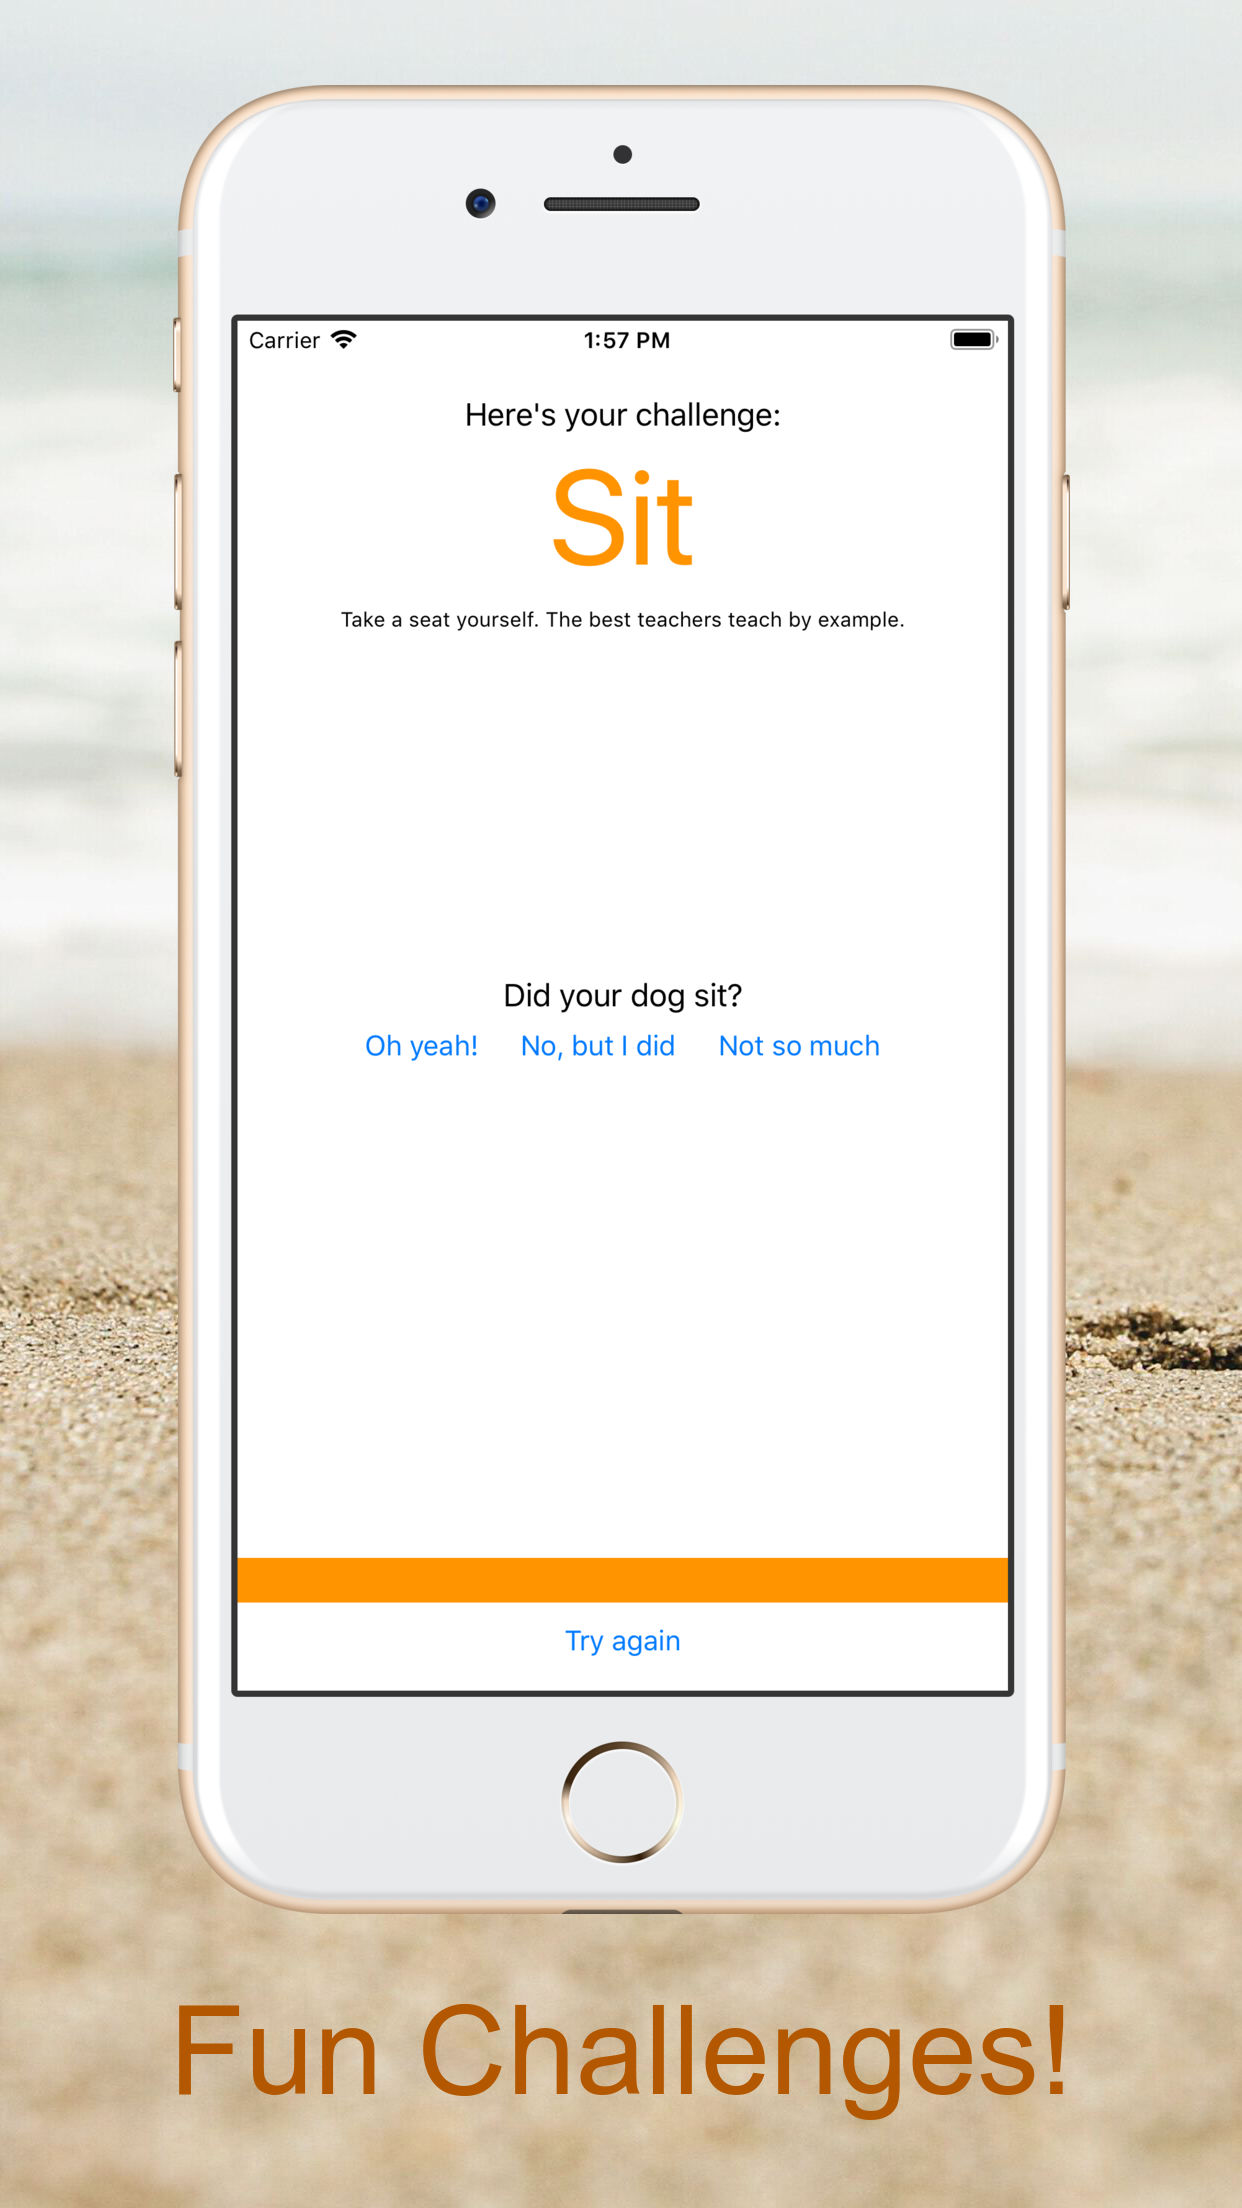 Carrier 1:57 PM
Here's your challenge:
Sit
Take a seat yourself. The best teachers teach by example.
Did your dog sit?
Oh yeah! No, but I did Not so much
Try again
Fun Challenges!